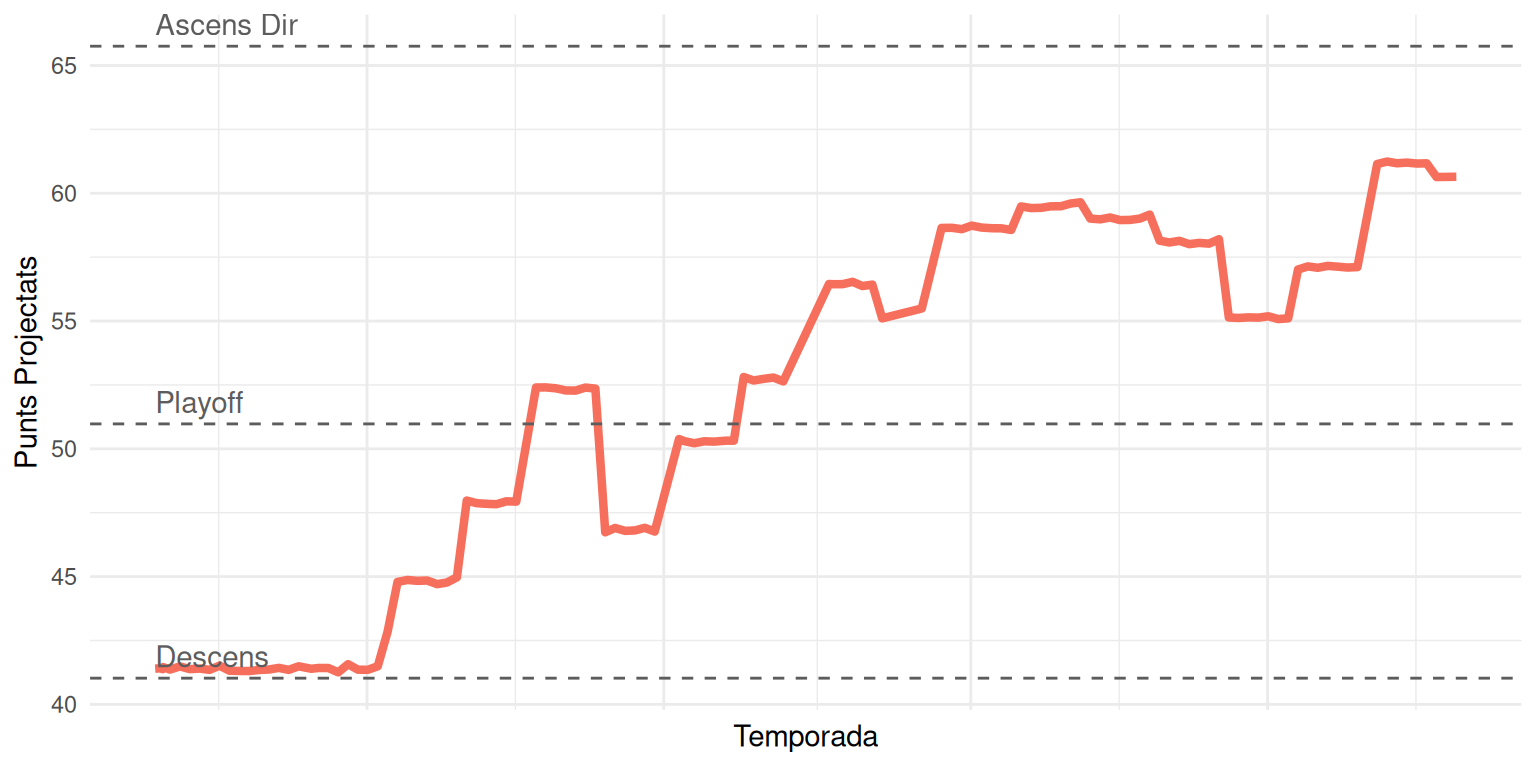 Ascens Dir
65
60
55
Playoff
50
45
Descens
40
Punts Projectats
Temporada